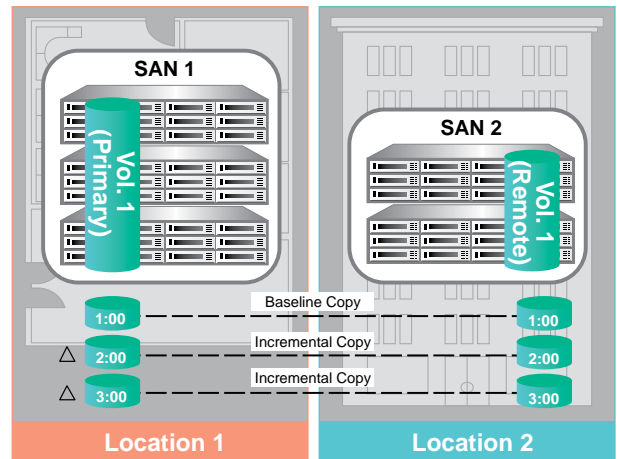 SAN 1
Vol. 1
(Primary)
SAN 2
Vol. 1
(Remote)
Baseline Copy
1:00
1:00
Incremental Copy
△ 2:00
2:00
Incremental Copy
△ 3:00
3:00
Location 1
Location 2